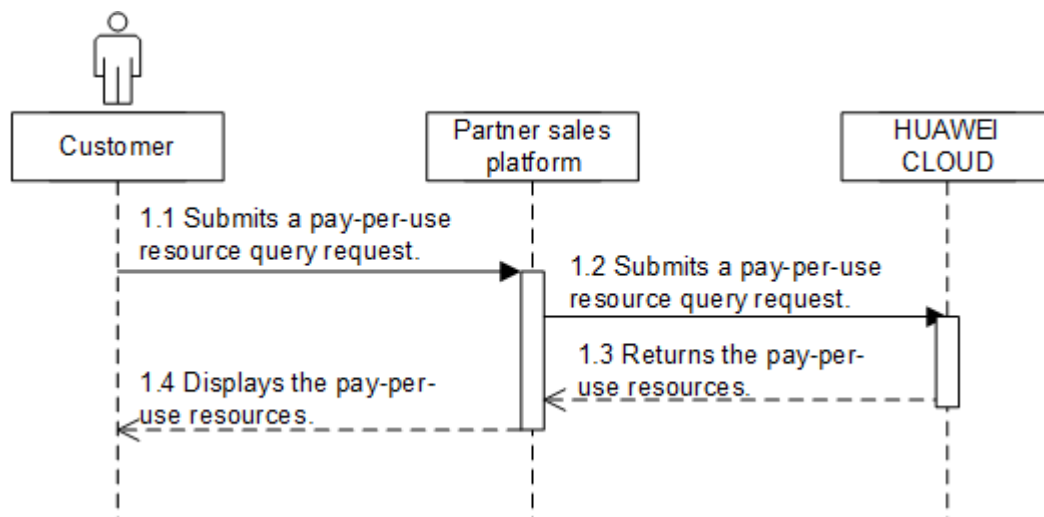 Customer
Partner sales
platform
HUAWEI
CLOUD
1.1 Submits a pay-per-use
resource query request.
1.2 Submits a pay-per-use
resource query request.
1.3 Returns the pay-per-
use resources.
1.4 Displays the pay-per-
use resources.